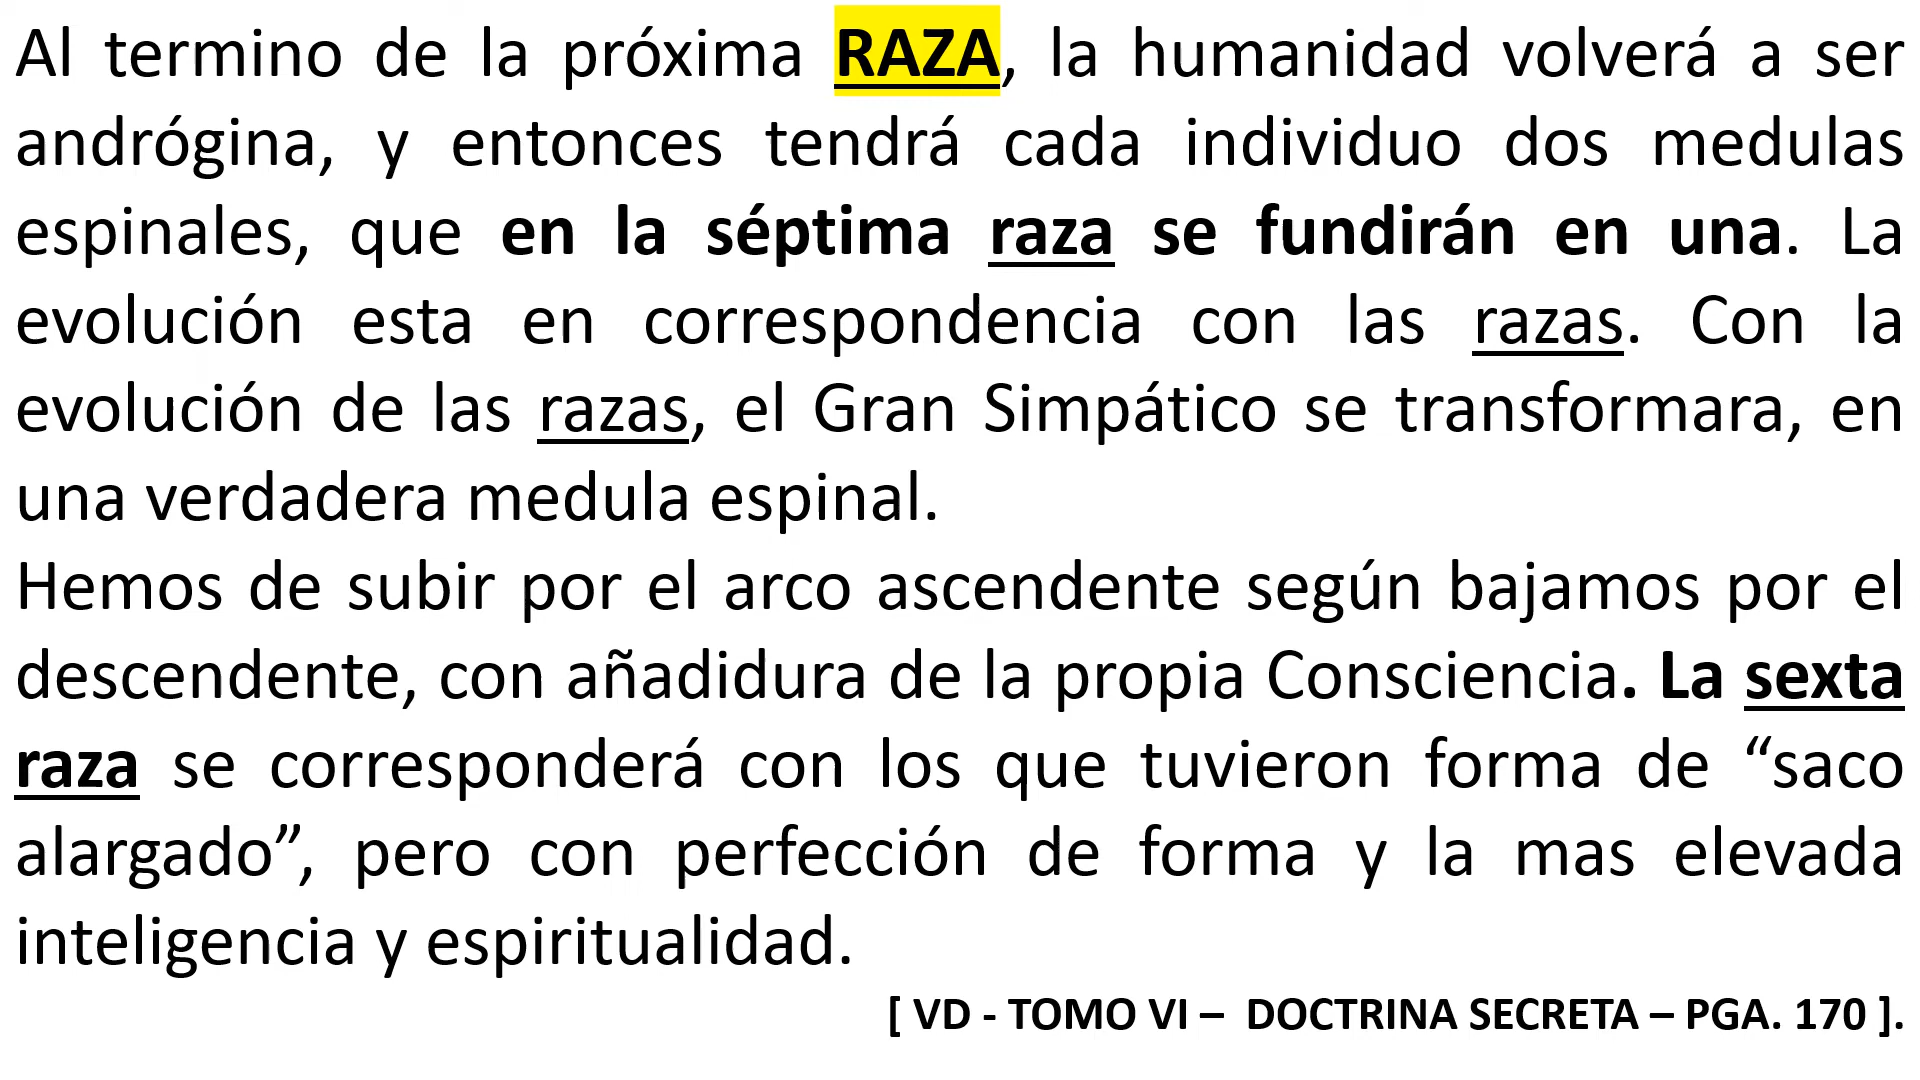 Al termino de la próxima RAZA, la humanidad volverá a ser
andrógina, y entonces tendrá cada individuo dos medulas
espinales, que en la séptima raza se fundirán en una. La
evolución esta en correspondencia con las razas. Con la
evolución de las razas, el Gran Simpático se transformara, en
una verdadera medula espinal.
Hemos de subir por el arco ascendente según bajamos por el
descendente, con añadidura de la propia Consciencia. La sexta
raza se corresponderá con los que tuvieron forma de “saco
alargado”, pero con perfección de forma y la mas elevada
inteligencia y espiritualidad.
[ VD - TOMO VI – DOCTRINA SECRETA – PGA. 170 ].